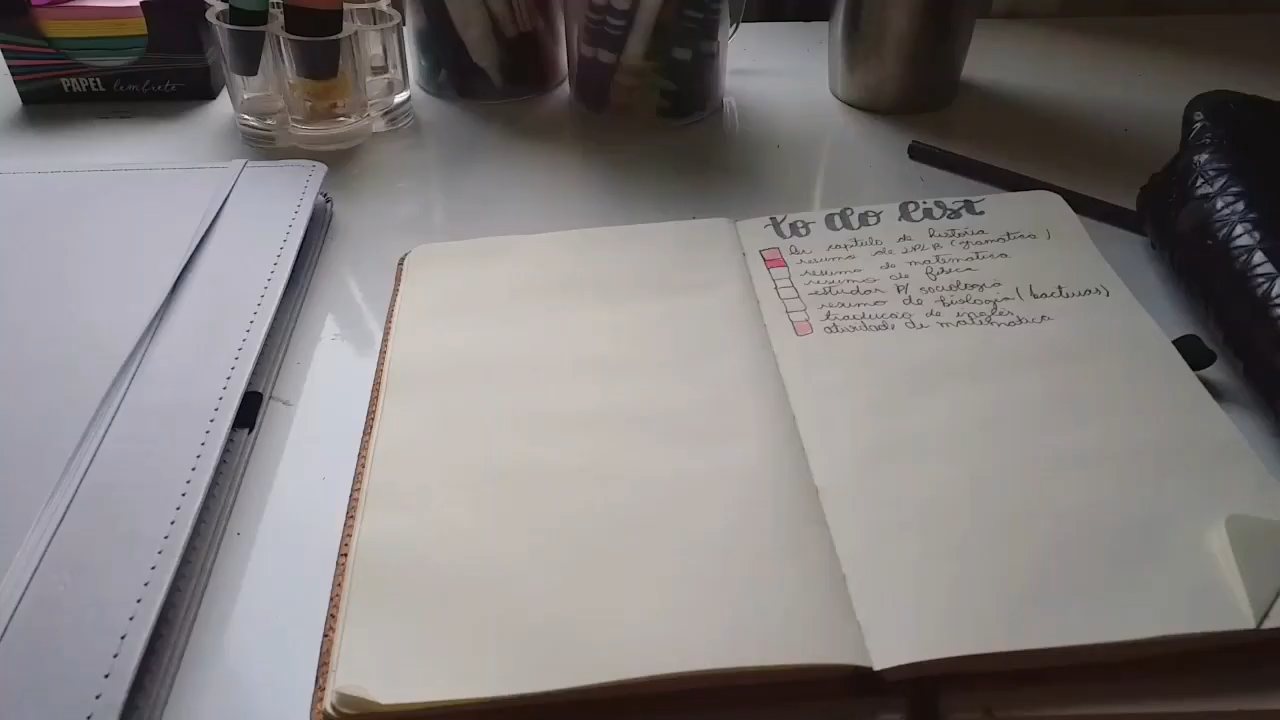 PAPEL lembrete
to do list
ler capítulo de história
resumo de (gramática)
resumo de matemática
resumo de física
estudar p/ sociologia
resumo de biologia (bactérias)
tradução de inglês
atividade de matemática